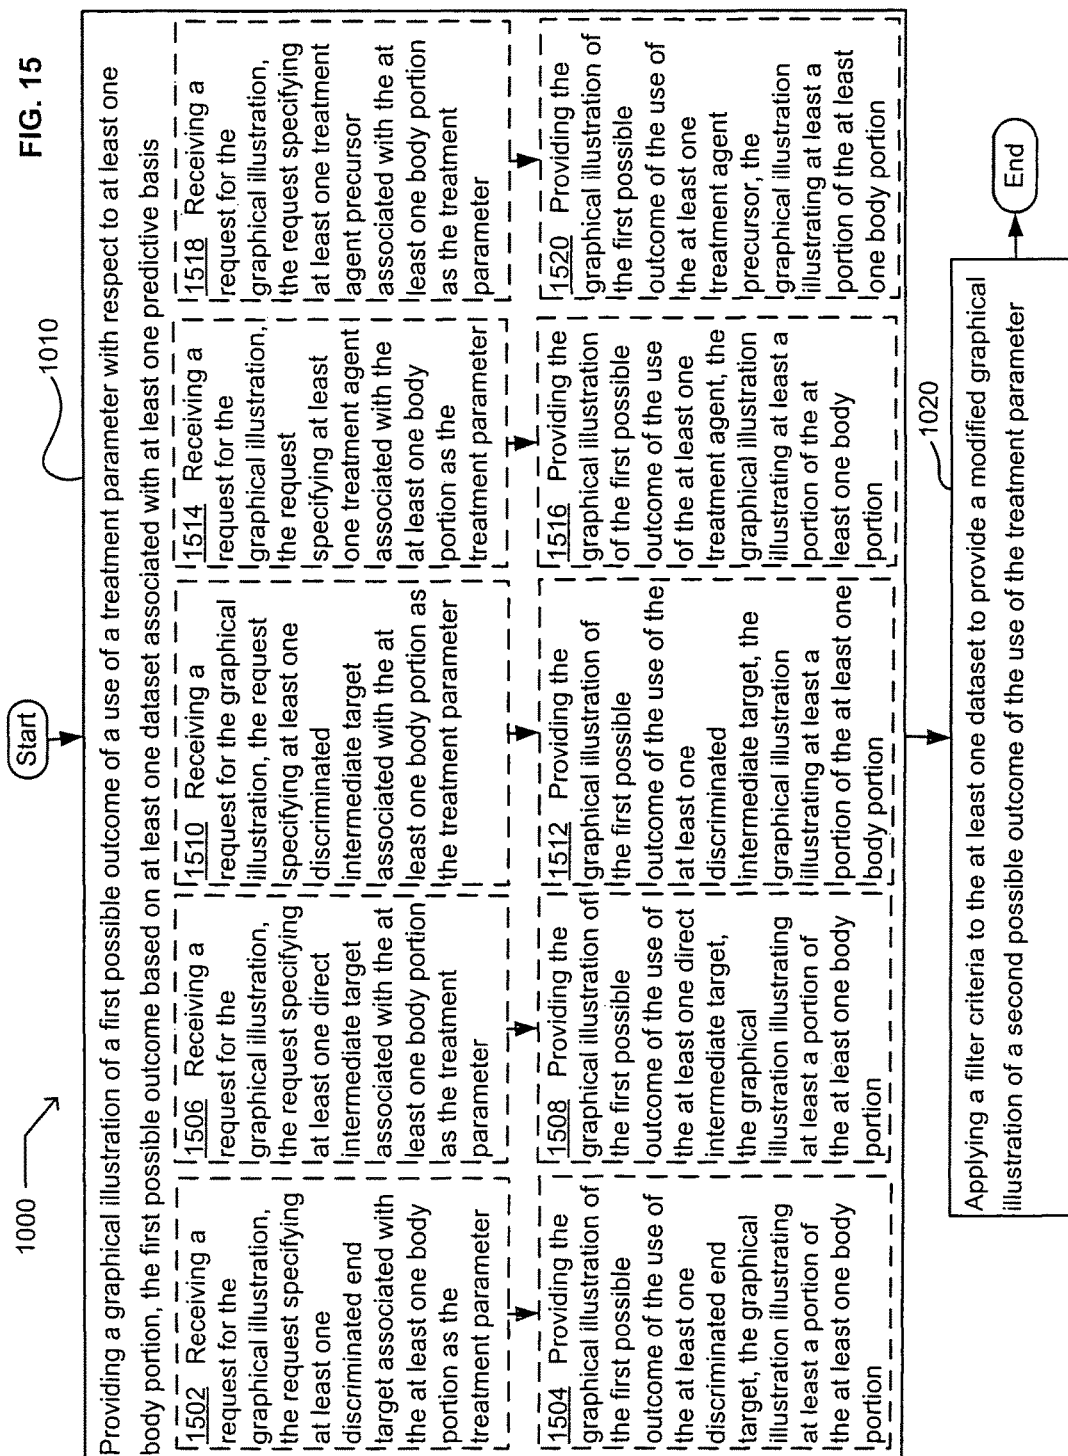 FIG. 15
1000
Start
1010
Providing a graphical illustration of a first possible outcome of a use of a treatment parameter with respect to at least one
body portion, the first possible outcome based on at least one dataset associated with at least one predictive basis
1502 Receiving a
request for the
graphical illustration,
the request specifying
at least one
discriminated end
target associated with
the at least one body
portion as the
treatment parameter
1504 Providing the
graphical illustration of
the first possible
outcome of the use of
the at least one
discriminated end
target, the graphical
illustration illustrating
at least a portion of
the at least one body
portion
1506 Receiving a
request for the
graphical illustration,
the request specifying
at least one direct
intermediate target
associated with the at
least one body portion
as the treatment
parameter
1508 Providing the
graphical illustration of
the first possible
outcome of the use of
the at least one direct
intermediate target,
the graphical
illustration illustrating
at least a portion of
the at least one body
portion
1510 Receiving a
request for the graphical
illustration, the request
specifying at least one
discriminated
intermediate target
associated with the at
least one body portion as
the treatment parameter
1512 Providing the
graphical illustration of
the first possible
outcome of the use of the
at least one
discriminated
intermediate target, the
graphical illustration
illustrating at least a
portion of the at least one
body portion
1514 Receiving a
request for the
graphical illustration,
the request
specifying at least
one treatment agent
associated with the
at least one body
portion as the
treatment parameter
1516 Providing the
graphical illustration
of the first possible
outcome of the use
of the at least one
treatment agent, the
graphical illustration
illustrating at least a
portion of the at
least one body
portion
1518 Receiving a
request for the
graphical illustration,
the request specifying
at least one treatment
agent precursor
associated with the at
least one body portion
as the treatment
parameter
1520 Providing the
graphical illustration of
the first possible
outcome of the use of
the at least one
treatment agent
precursor, the
graphical illustration
illustrating at least a
portion of the at least
one body portion
1020
Applying a filter criteria to the at least one dataset to provide a modified graphical
illustration of a second possible outcome of the use of the treatment parameter
End